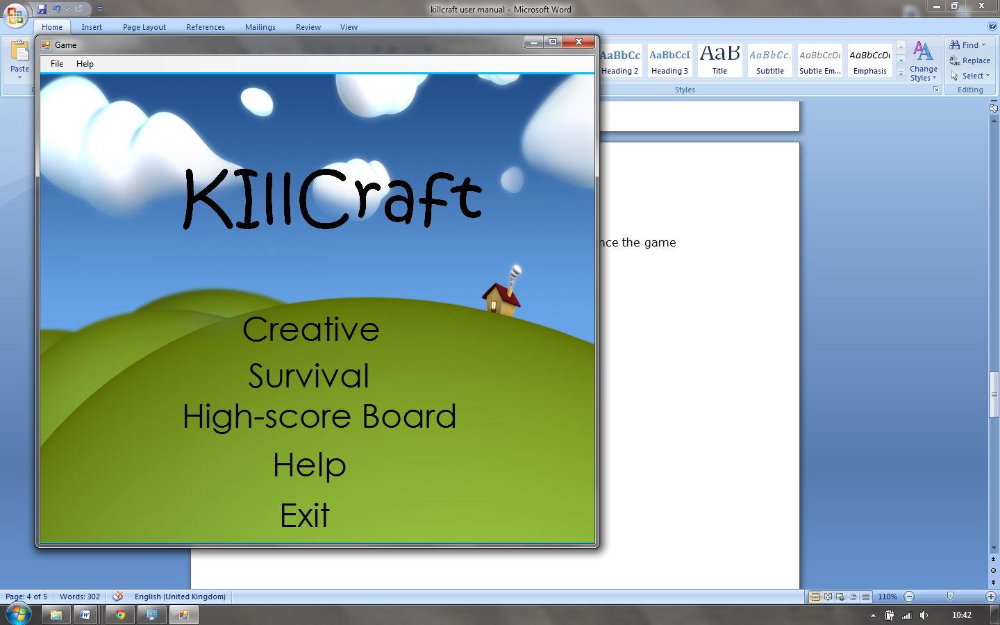 killcraft user manual - Microsoft Word
Home Insert Page Layout References Mailings Review View
Game
File Help
Paste
AaBbCc AaBbCcI AaB AaBbCc. AaBbCcDc AaBbCcDc
Heading 2 Heading 3 Title Subtitle Subtle Em... Emphasis
Change
Styles
Find
Replace
Select
Styles
Editing
KIllCraft
nce the game
Creative
Survival
High-score Board
Help
Exit
Page: 4 of 5 Words: 302 English (United Kingdom) 110%
10:42